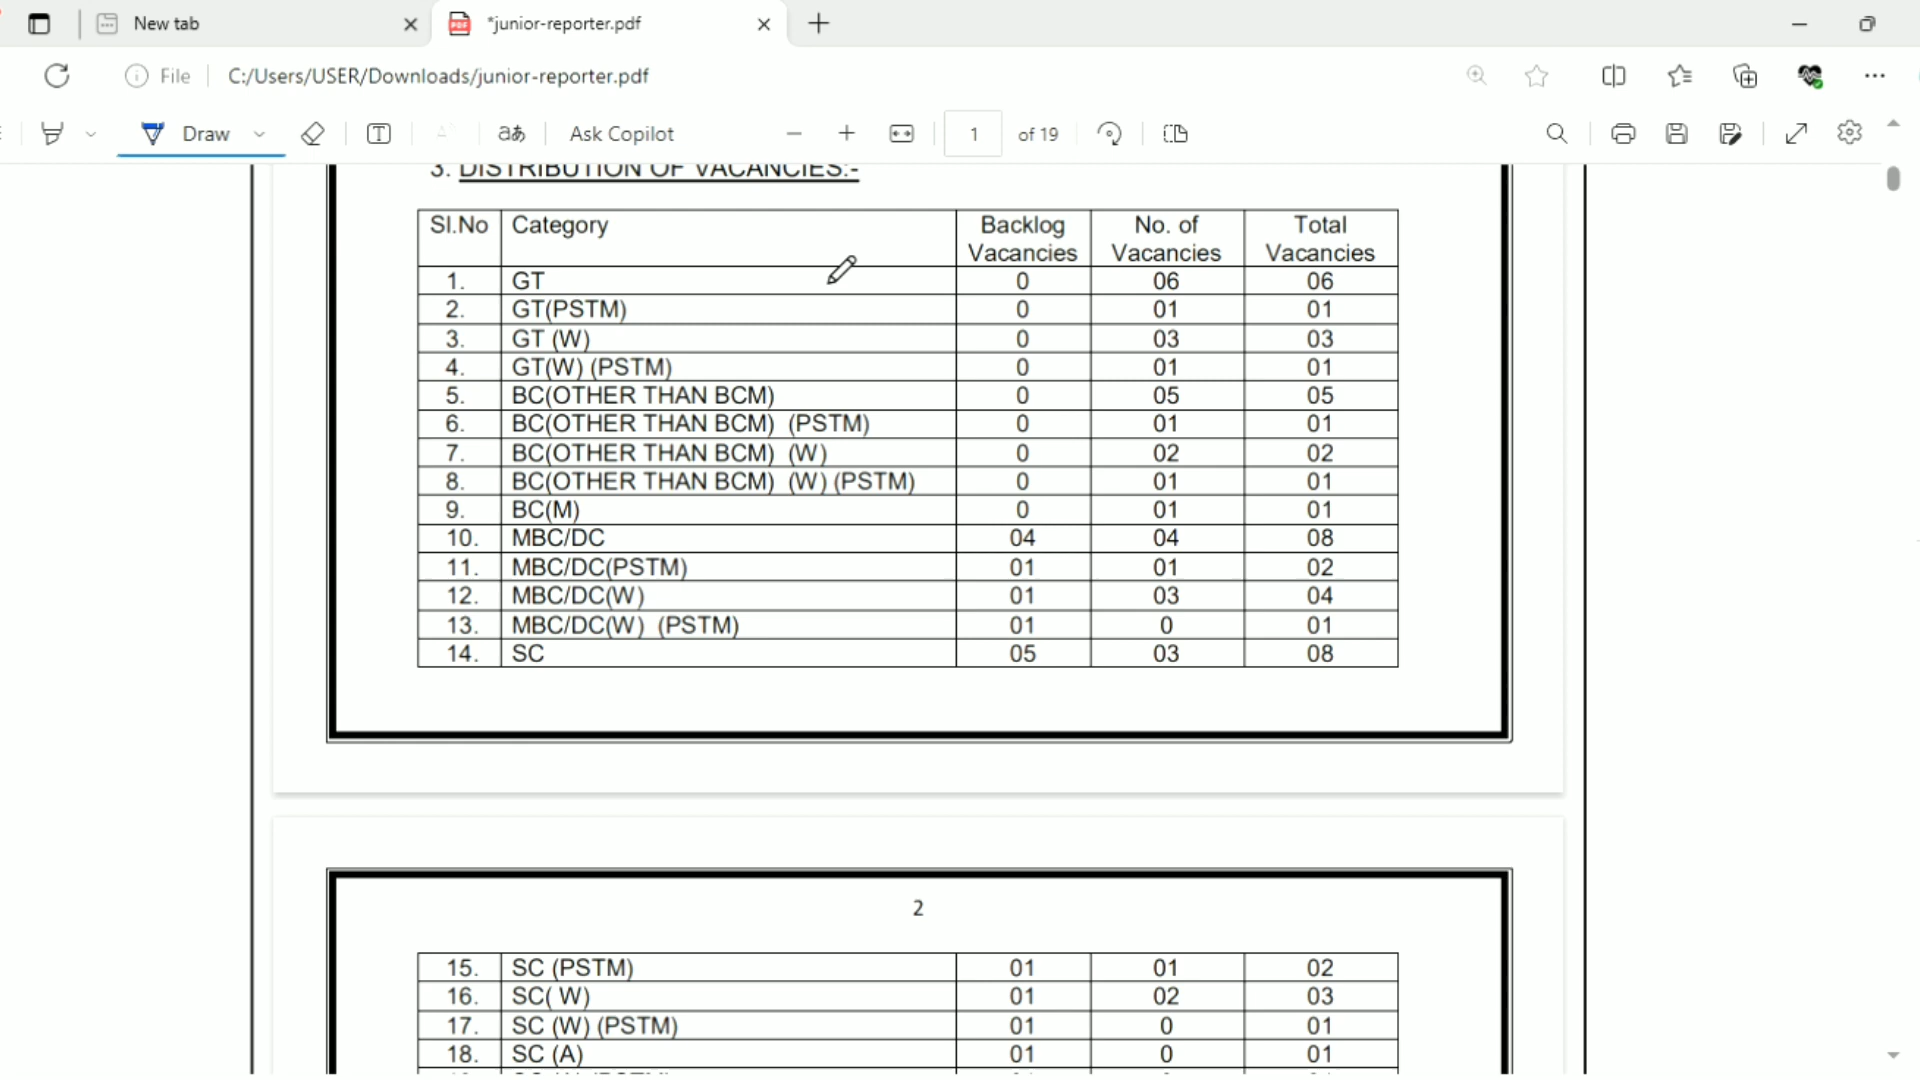 New tab
*junior-reporter.pdf
File C:/Users/USER/Downloads/junior-reporter.pdf
Draw aあ Ask Copilot 1 of 19
3. DISTRIBUTION OF VACANCIES:-
Sl.No Category Backlog Vacancies No. of Vacancies Total Vacancies
1. GT 0 06 06
2. GT(PSTM) 0 01 01
3. GT (W) 0 03 03
4. GT(W) (PSTM) 0 01 01
5. BC(OTHER THAN BCM) 0 05 05
6. BC(OTHER THAN BCM) (PSTM) 0 01 01
7. BC(OTHER THAN BCM) (W) 0 02 02
8. BC(OTHER THAN BCM) (W) (PSTM) 0 01 01
9. BC(M) 0 01 01
10. MBC/DC 04 04 08
11. MBC/DC(PSTM) 01 01 02
12. MBC/DC(W) 01 03 04
13. MBC/DC(W) (PSTM) 01 0 01
14. SC 05 03 08
2
15. SC (PSTM) 01 01 02
16. SC( W) 01 02 03
17. SC (W) (PSTM) 01 0 01
18. SC (A) 01 0 01